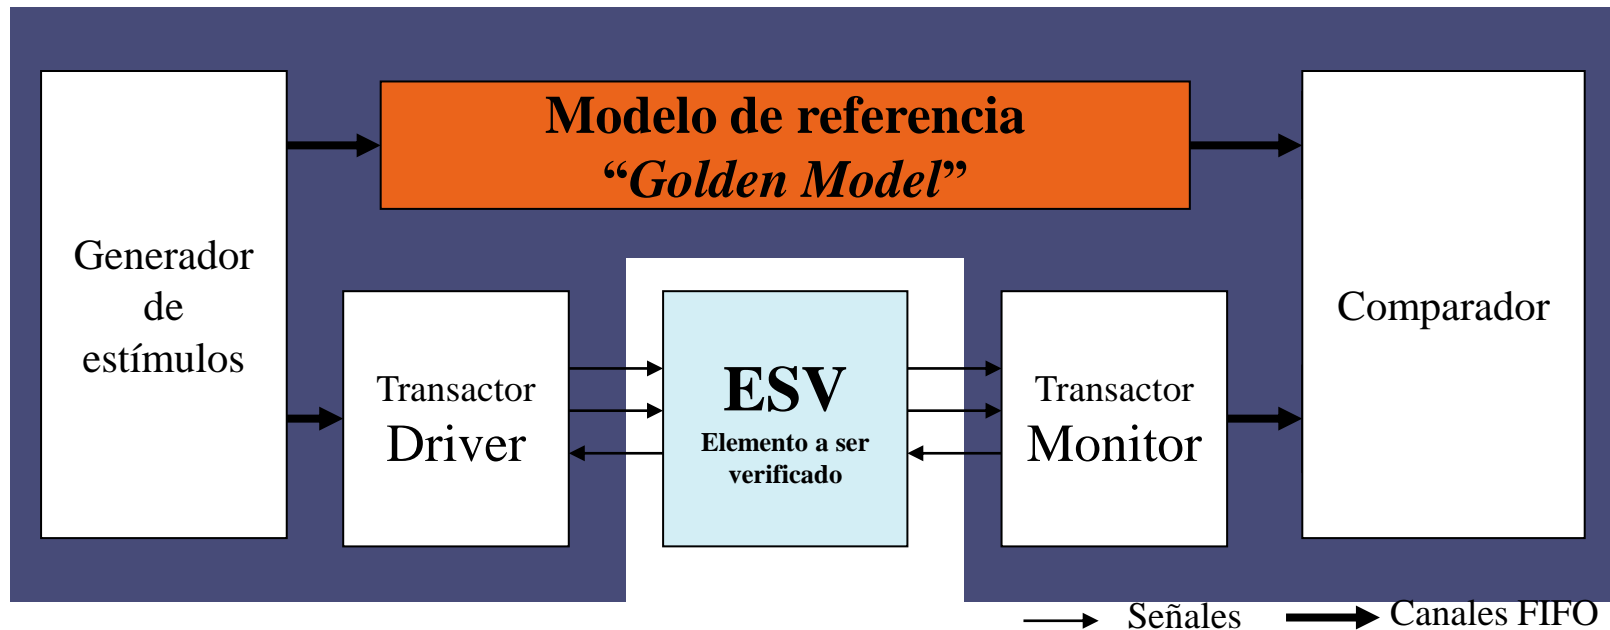 Modelo de referencia
“Golden Model”
Generador
de
estímulos
Transactor
Driver
ESV
Elemento a ser
verificado
Transactor
Monitor
Comparador
Señales
Canales FIFO